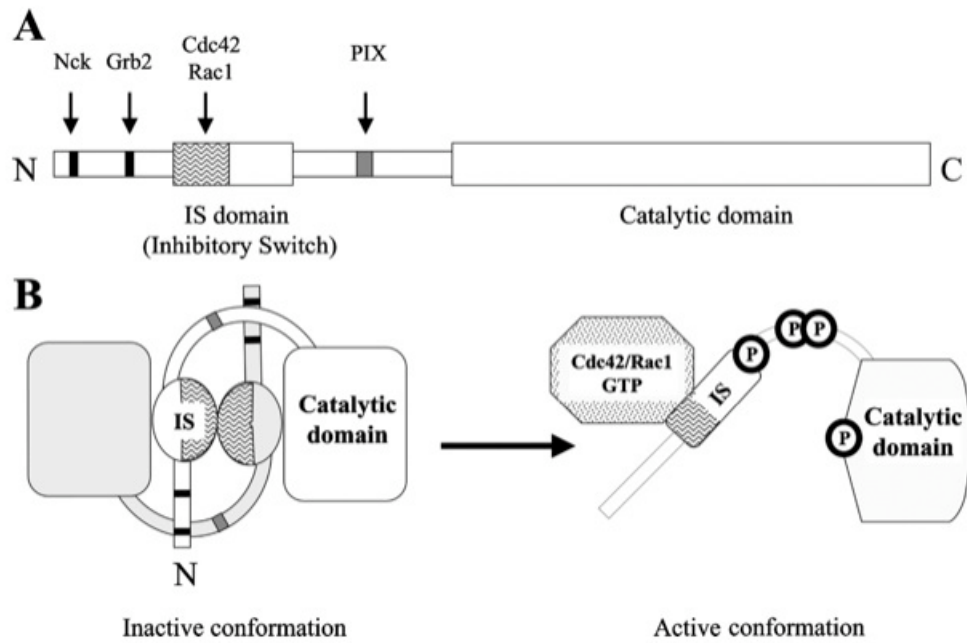 A
Nck
Grb2
Cdc42
Rac1
PIX
N
C
IS domain
(Inhibitory Switch)
Catalytic domain
B
IS
Catalytic
domain
N
Inactive conformation
Cdc42/Rac1
GTP
IS
P
P
P
P
Catalytic
domain
Active conformation